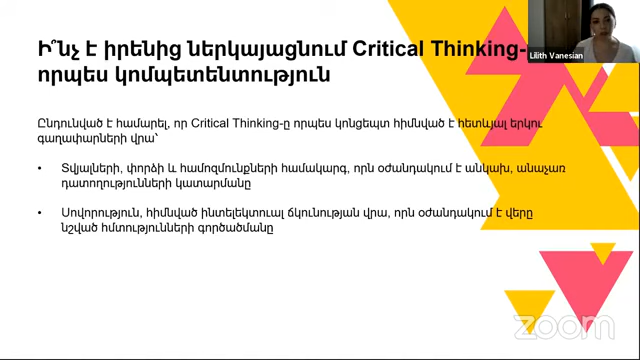 Ի՞նչ է իրենից ներկայացնում Critical Thinking-
որպես կոմպետենտություն
Lilith Vanesian
Ընդունված է համարել, որ Critical Thinking-ը որպես կոնցեպտ հիմնված է հետևյալ երկու
գաղափարների վրա՝
• Տվյալների, փորձի և համոզմունքների համակարգ, որն օժանդակում է անկախ, անաչառ
դատողությունների կատարմանը
• Սովորություն, հիմնված ինտելեկտուալ ճկունության վրա, որն օժանդակում է վերը
նշված հմտությունների գործածմանը
zoom